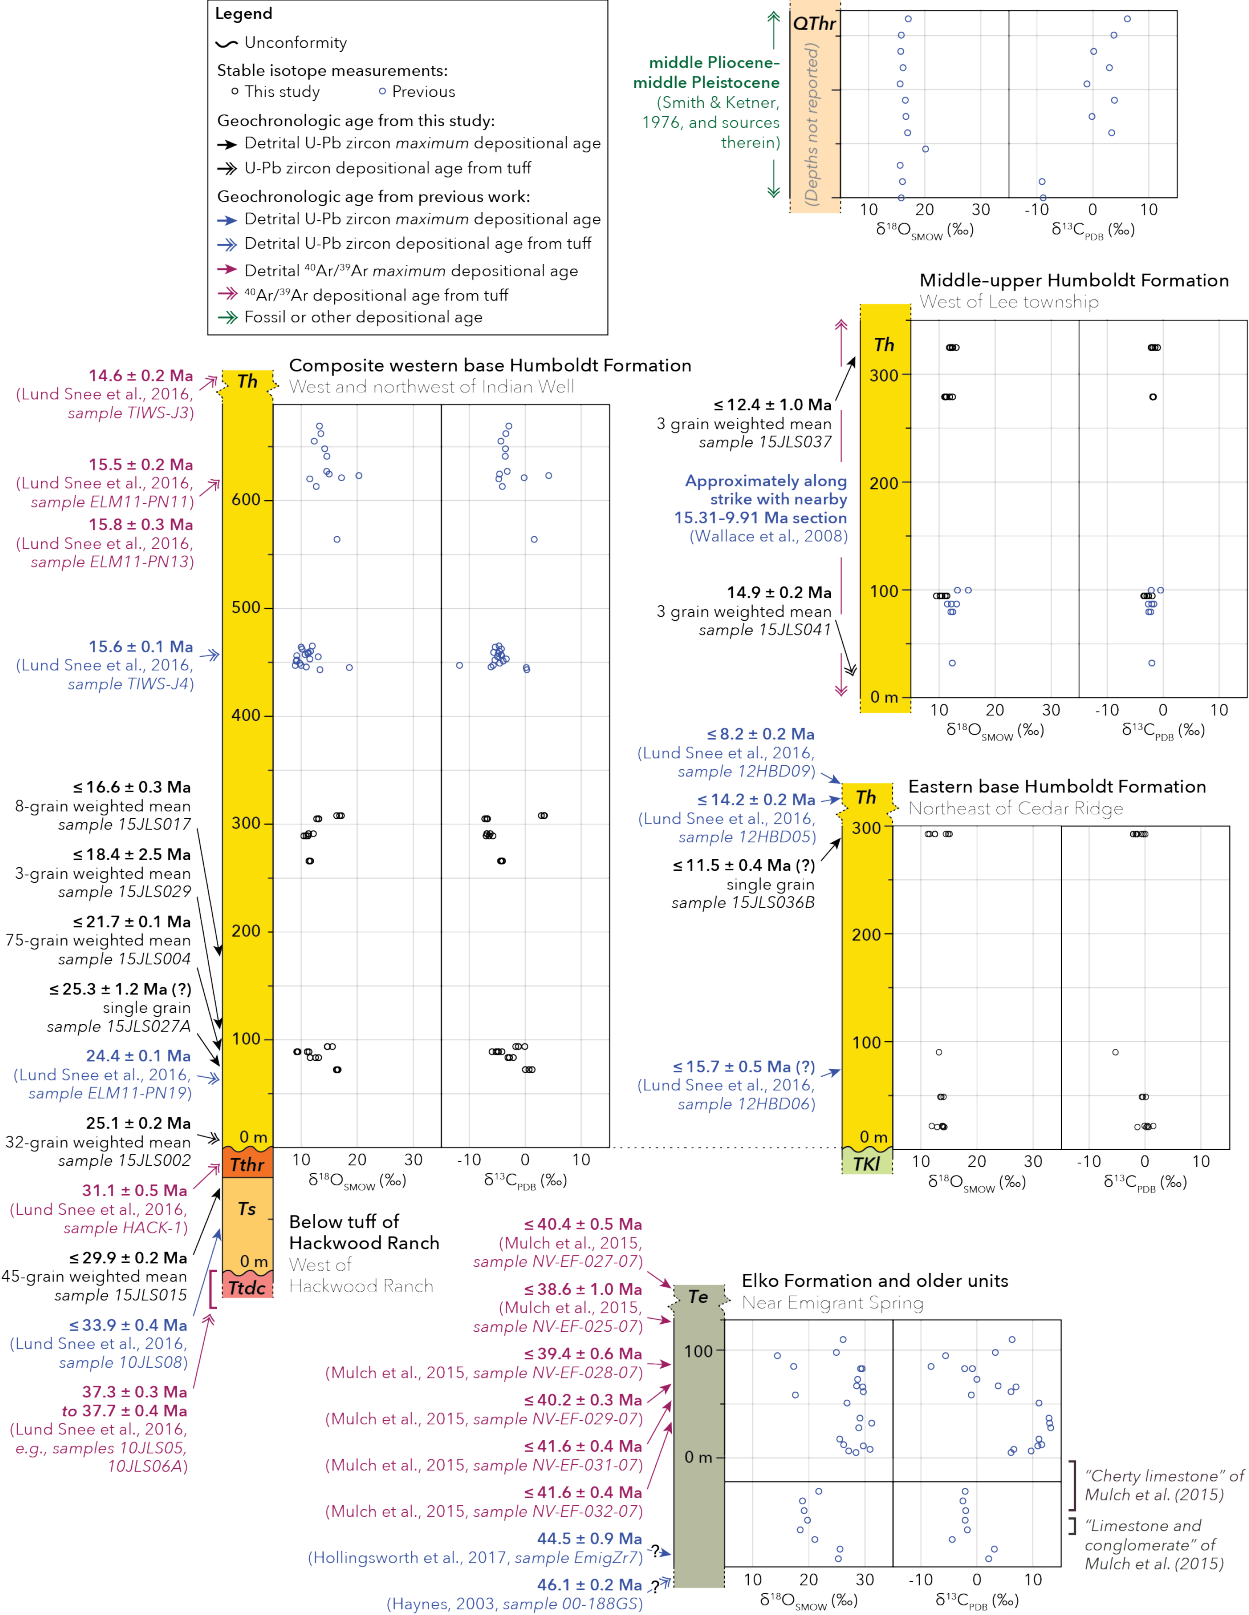 Legend
Unconformity
Stable isotope measurements:
This study
Previous
Geochronologic age from this study:
Detrital U-Pb zircon maximum depositional age
U-Pb zircon depositional age from tuff
Geochronologic age from previous work:
Detrital U-Pb zircon maximum depositional age
Detrital U-Pb zircon depositional age from tuff
Detrital ⁴⁰Ar/³⁹Ar maximum depositional age
⁴⁰Ar/³⁹Ar depositional age from tuff
Fossil or other depositional age
middle Pliocene–
middle Pleistocene
(Smith & Ketner,
1976, and sources
therein)
QThr
(Depths not reported)
10 20 30 -10 0 10
δ¹⁸O_SMOW (‰) δ¹³C_PDB (‰)
Middle–upper Humboldt Formation
West of Lee township
Th
300
200
100
0 m
≤ 12.4 ± 1.0 Ma
3 grain weighted mean
sample 15JLS037
Approximately along
strike with nearby
15.31–9.91 Ma section
(Wallace et al., 2008)
14.9 ± 0.2 Ma
3 grain weighted mean
sample 15JLS041
10 20 30 -10 0 10
δ¹⁸O_SMOW (‰) δ¹³C_PDB (‰)
Composite western base Humboldt Formation
West and northwest of Indian Well
Th
600
500
400
300
200
100
0 m
14.6 ± 0.2 Ma
(Lund Snee et al., 2016,
sample TIWS-J3)
15.5 ± 0.2 Ma
(Lund Snee et al., 2016,
sample ELM11-PN11)
15.8 ± 0.3 Ma
(Lund Snee et al., 2016,
sample ELM11-PN13)
15.6 ± 0.1 Ma
(Lund Snee et al., 2016,
sample TIWS-J4)
≤ 16.6 ± 0.3 Ma
8-grain weighted mean
sample 15JLS017
≤ 18.4 ± 2.5 Ma
3-grain weighted mean
sample 15JLS029
≤ 21.7 ± 0.1 Ma
75-grain weighted mean
sample 15JLS004
≤ 25.3 ± 1.2 Ma (?)
single grain
sample 15JLS027A
24.4 ± 0.1 Ma
(Lund Snee et al., 2016,
sample ELM11-PN19)
25.1 ± 0.2 Ma
32-grain weighted mean
sample 15JLS002
10 20 30 -10 0 10
δ¹⁸O_SMOW (‰) δ¹³C_PDB (‰)
Tthr
Ts
0 m
Ttdc
Below tuff of
Hackwood Ranch
West of
Hackwood Ranch
31.1 ± 0.5 Ma
(Lund Snee et al., 2016,
sample HACK-1)
≤ 29.9 ± 0.2 Ma
45-grain weighted mean
sample 15JLS015
≤ 33.9 ± 0.4 Ma
(Lund Snee et al., 2016,
sample 10JLS08)
37.3 ± 0.3 Ma
to 37.7 ± 0.4 Ma
(Lund Snee et al., 2016,
e.g., samples 10JLS05,
10JLS06A)
Eastern base Humboldt Formation
Northeast of Cedar Ridge
Th
300
200
100
0 m
TKl
≤ 8.2 ± 0.2 Ma
(Lund Snee et al., 2016,
sample 12HBD09)
≤ 14.2 ± 0.2 Ma
(Lund Snee et al., 2016,
sample 12HBD05)
≤ 11.5 ± 0.4 Ma (?)
single grain
sample 15JLS036B
≤ 15.7 ± 0.5 Ma (?)
(Lund Snee et al., 2016,
sample 12HBD06)
10 20 30 -10 0 10
δ¹⁸O_SMOW (‰) δ¹³C_PDB (‰)
Elko Formation and older units
Near Emigrant Spring
Te
100
0 m
≤ 40.4 ± 0.5 Ma
(Mulch et al., 2015,
sample NV-EF-027-07)
≤ 38.6 ± 1.0 Ma
(Mulch et al., 2015,
sample NV-EF-025-07)
≤ 39.4 ± 0.6 Ma
(Mulch et al., 2015, sample NV-EF-028-07)
≤ 40.2 ± 0.3 Ma
(Mulch et al., 2015, sample NV-EF-029-07)
≤ 41.6 ± 0.4 Ma
(Mulch et al., 2015, sample NV-EF-031-07)
≤ 41.6 ± 0.4 Ma
(Mulch et al., 2015, sample NV-EF-032-07)
44.5 ± 0.9 Ma
(Hollingsworth et al., 2017, sample EmigZr7)
?
46.1 ± 0.2 Ma
(Haynes, 2003, sample 00-188GS)
?
"Cherty limestone" of
Mulch et al. (2015)
"Limestone and
conglomerate" of
Mulch et al. (2015)
10 20 30 -10 0 10
δ¹⁸O_SMOW (‰) δ¹³C_PDB (‰)